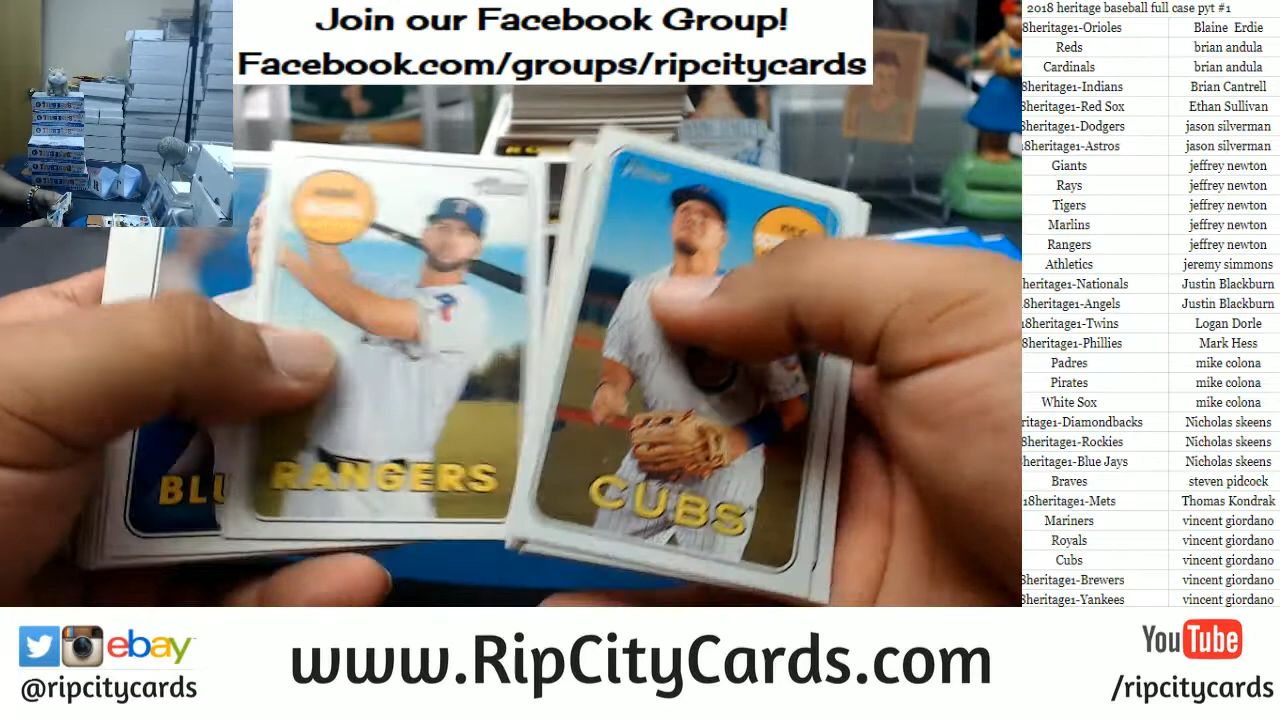 Join our Facebook Group!
Facebook.com/groups/ripcitycards
2018 heritage baseball full case pyt #1
8heritage1-Orioles Blaine Erdie
Reds brian andula
Cardinals brian andula
8heritage1-Indians Brian Cantrell
8heritage1-Red Sox Ethan Sullivan
8heritage1-Dodgers jason silverman
18heritage1-Astros jason silverman
Giants jeffrey newton
Rays jeffrey newton
Tigers jeffrey newton
Marlins jeffrey newton
Rangers jeffrey newton
Athletics jeremy simmons
heritage1-Nationals Justin Blackburn
8heritage1-Angels Justin Blackburn
18heritage1-Twins Logan Dorle
8heritage1-Phillies Mark Hess
Padres mike colona
Pirates mike colona
White Sox mike colona
ritage1-Diamondbacks Nicholas skeens
8heritage1-Rockies Nicholas skeens
heritage1-Blue Jays Nicholas skeens
Braves steven pidcock
18heritage1-Mets Thomas Kondrak
Mariners vincent giordano
Royals vincent giordano
Cubs vincent giordano
8heritage1-Brewers vincent giordano
8heritage1-Yankees vincent giordano
BLU
RANGERS
CUBS
ebay
@ripcitycards
www.RipCityCards.com
YouTube
/ripcitycards